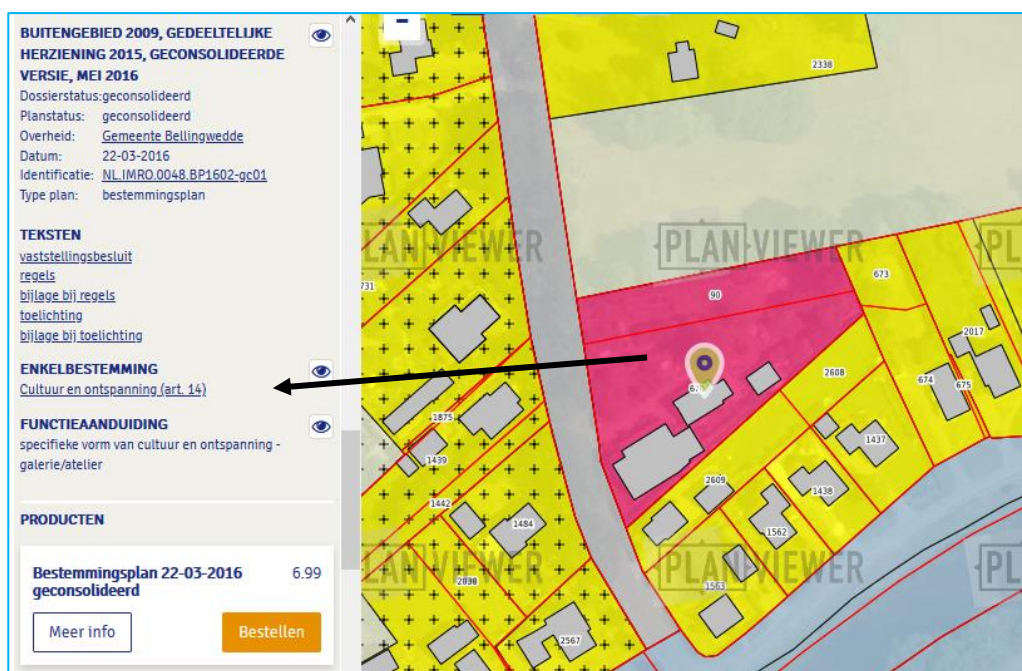 BUITENGEBIED 2009, GEDEELTELIJKE
HERZIENING 2015, GECONSOLIDEERDE
VERSIE, MEI 2016
Dossierstatus:geconsolideerd
Planstatus: geconsolideerd
Overheid: Gemeente Bellingwedde
Datum: 22-03-2016
Identificatie: NL.IMRO.0048.BP1602-gc01
Type plan: bestemmingsplan
TEKSTEN
vaststellingsbesluit
regels
bijlage bij regels
toelichting
bijlage bij toelichting
ENKELBESTEMMING
Cultuur en ontspanning (art. 14)
FUNCTIEAANDUIDING
specifieke vorm van cultuur en ontspanning -
galerie/atelier
PRODUCTEN
Bestemmingsplan 22-03-2016 6.99
geconsolideerd
Meer info Bestellen
2338
PLAN VIEWER
PLAN VIEWER
673
90
2017
2608
674
675
1875
1437
1439
2609
1438
1442
1484
1562
PLAN VIEWER
PLAN VIEWER
2038
1563
2567